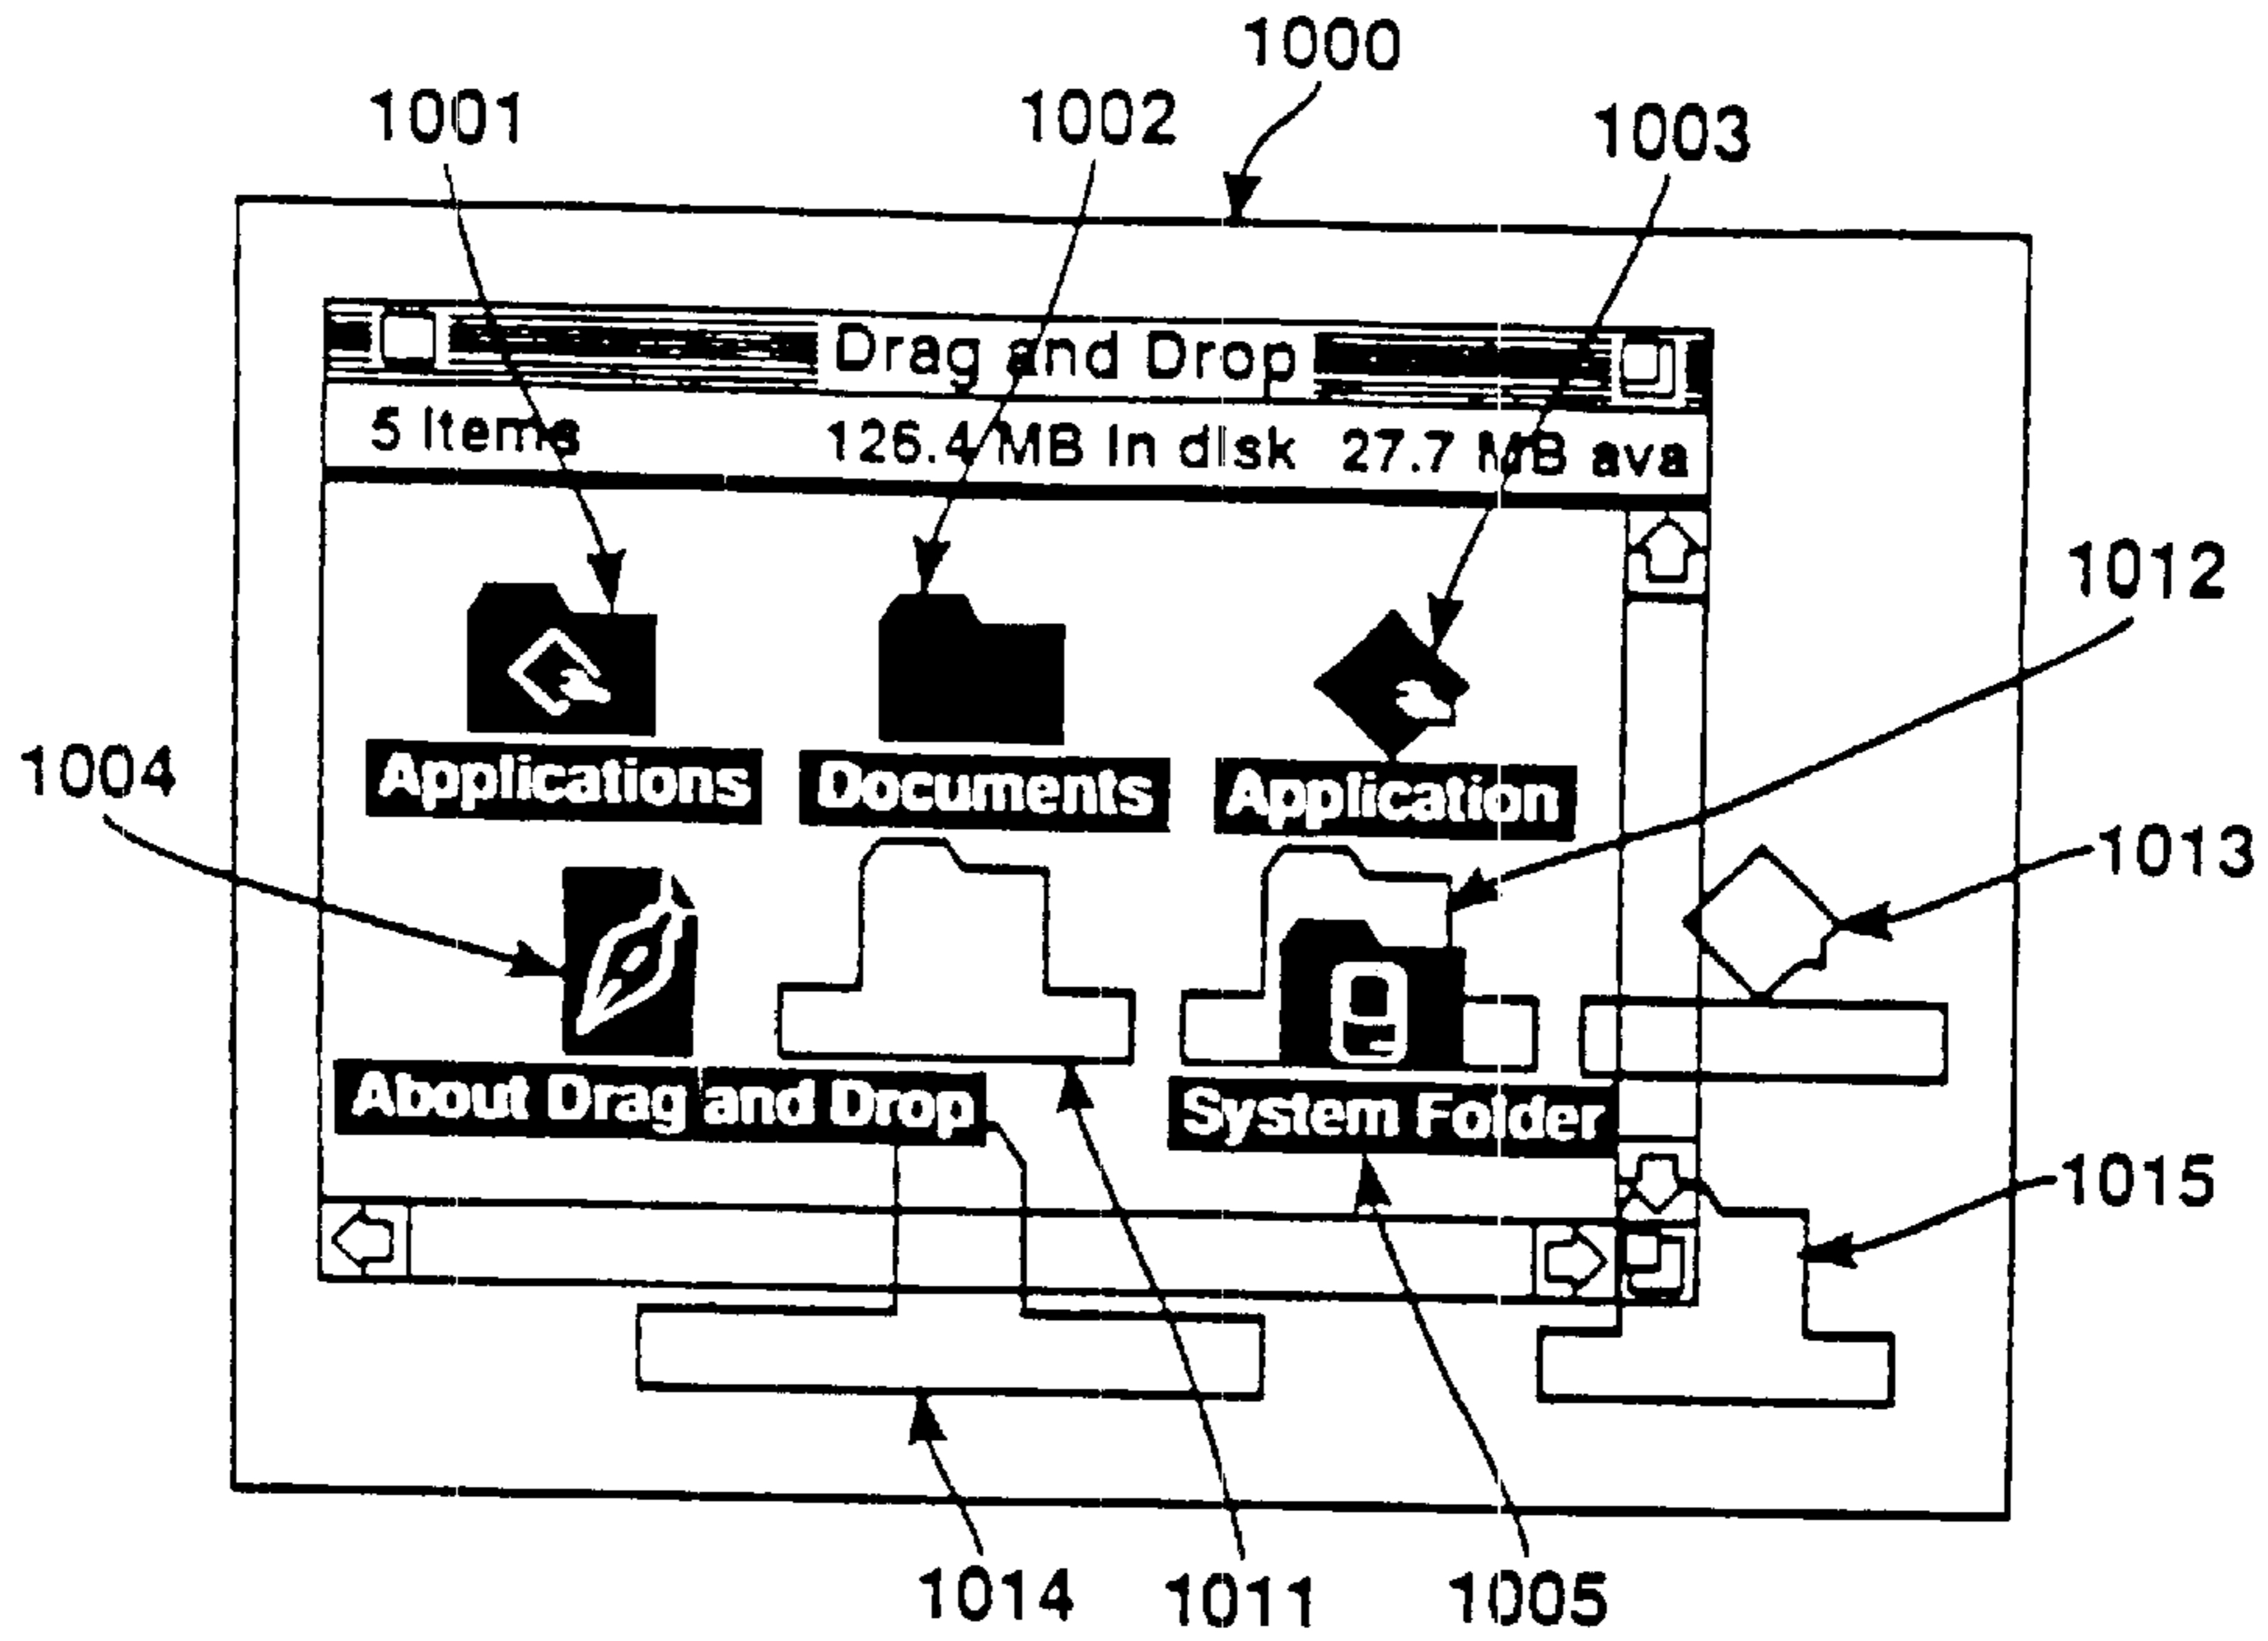 1000
1001
1002
1003
Drag and Drop
5 Items 126.4 MB In disk 27.7 MB ava
1012
Applications Documents Application
1004
1013
About Drag and Drop System Folder
1015
1014 1011 1005